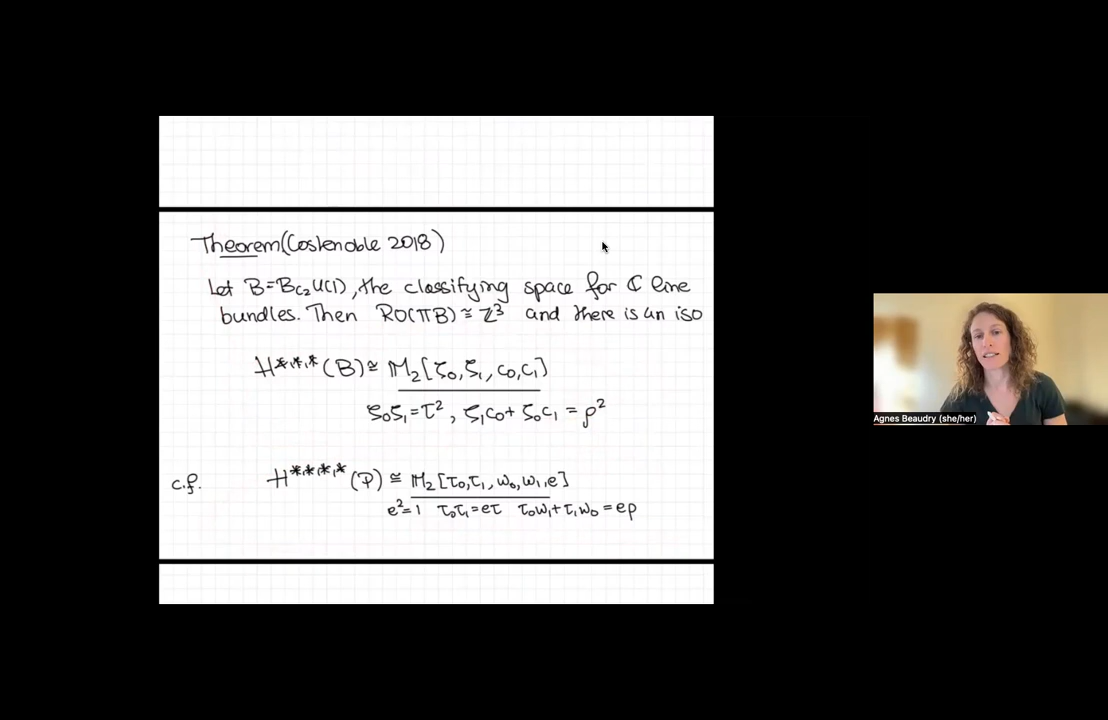 Theorem (Costenoble 2018)
Let B=B_{C₂}U(1), the classifying space for ℂ line
bundles. Then RO(ΠB) ≅ ℤ³ and there is an iso
H^{*,*,*}(B) ≅ M₂[ζ₀,ζ₁,c₀,c₁]
ζ₀ζ₁=τ², ζ₁c₀+ζ₀c₁=ρ²
c.f. H^{*,*,*,*}(P) ≅ M₂[τ₀,τ₁,ω₀,ω₁,e]
e²=1 τ₀τ₁=eτ τ₀ω₁+τ₁ω₀=eρ
Agnes Beaudry (she/her)